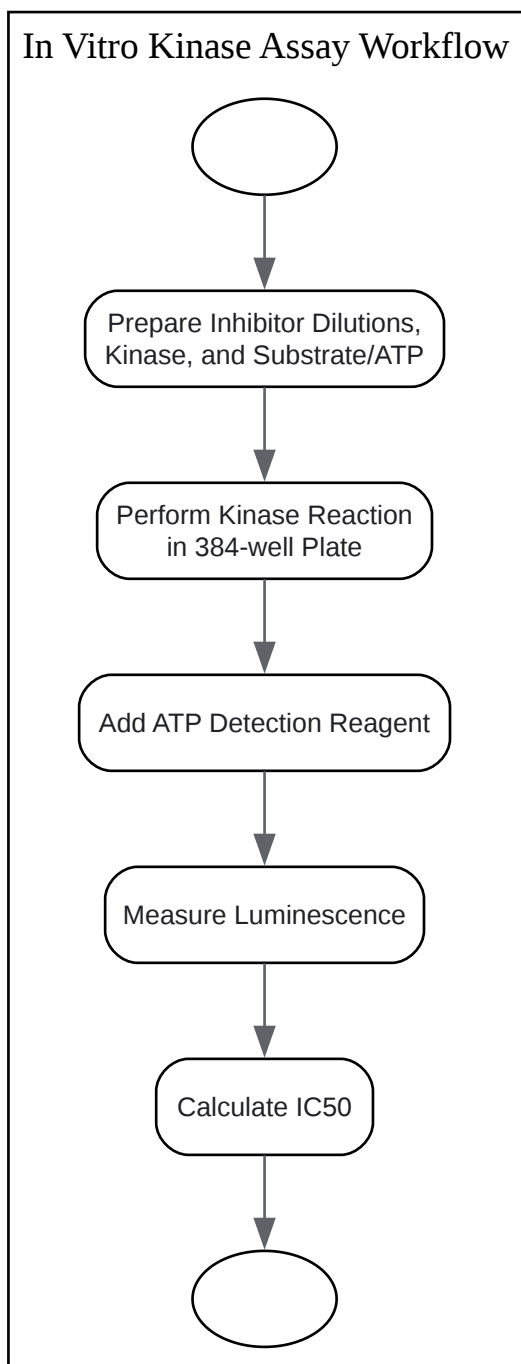 In Vitro Kinase Assay Workflow
Prepare Inhibitor Dilutions,
Kinase, and Substrate/ATP
Perform Kinase Reaction
in 384-well Plate
Add ATP Detection Reagent
Measure Luminescence
Calculate IC50